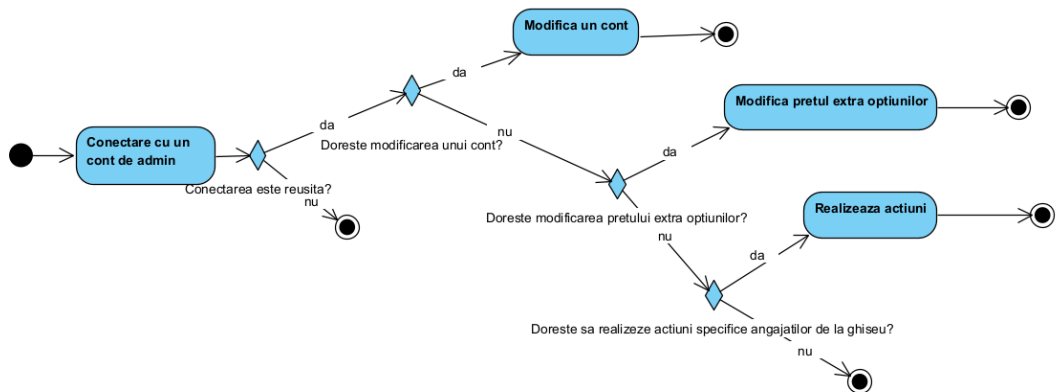 Modifica un cont
da
Modifica pretul extra optiunilor
da
Doreste modificarea unui cont?
nu
Conectare cu un
cont de admin
da
Conectarea este reusita?
nu
Doreste modificarea pretului extra optiunilor?
Realizeaza actiuni
nu
da
Doreste sa realizeze actiuni specifice angajatilor de la ghiseu?
nu